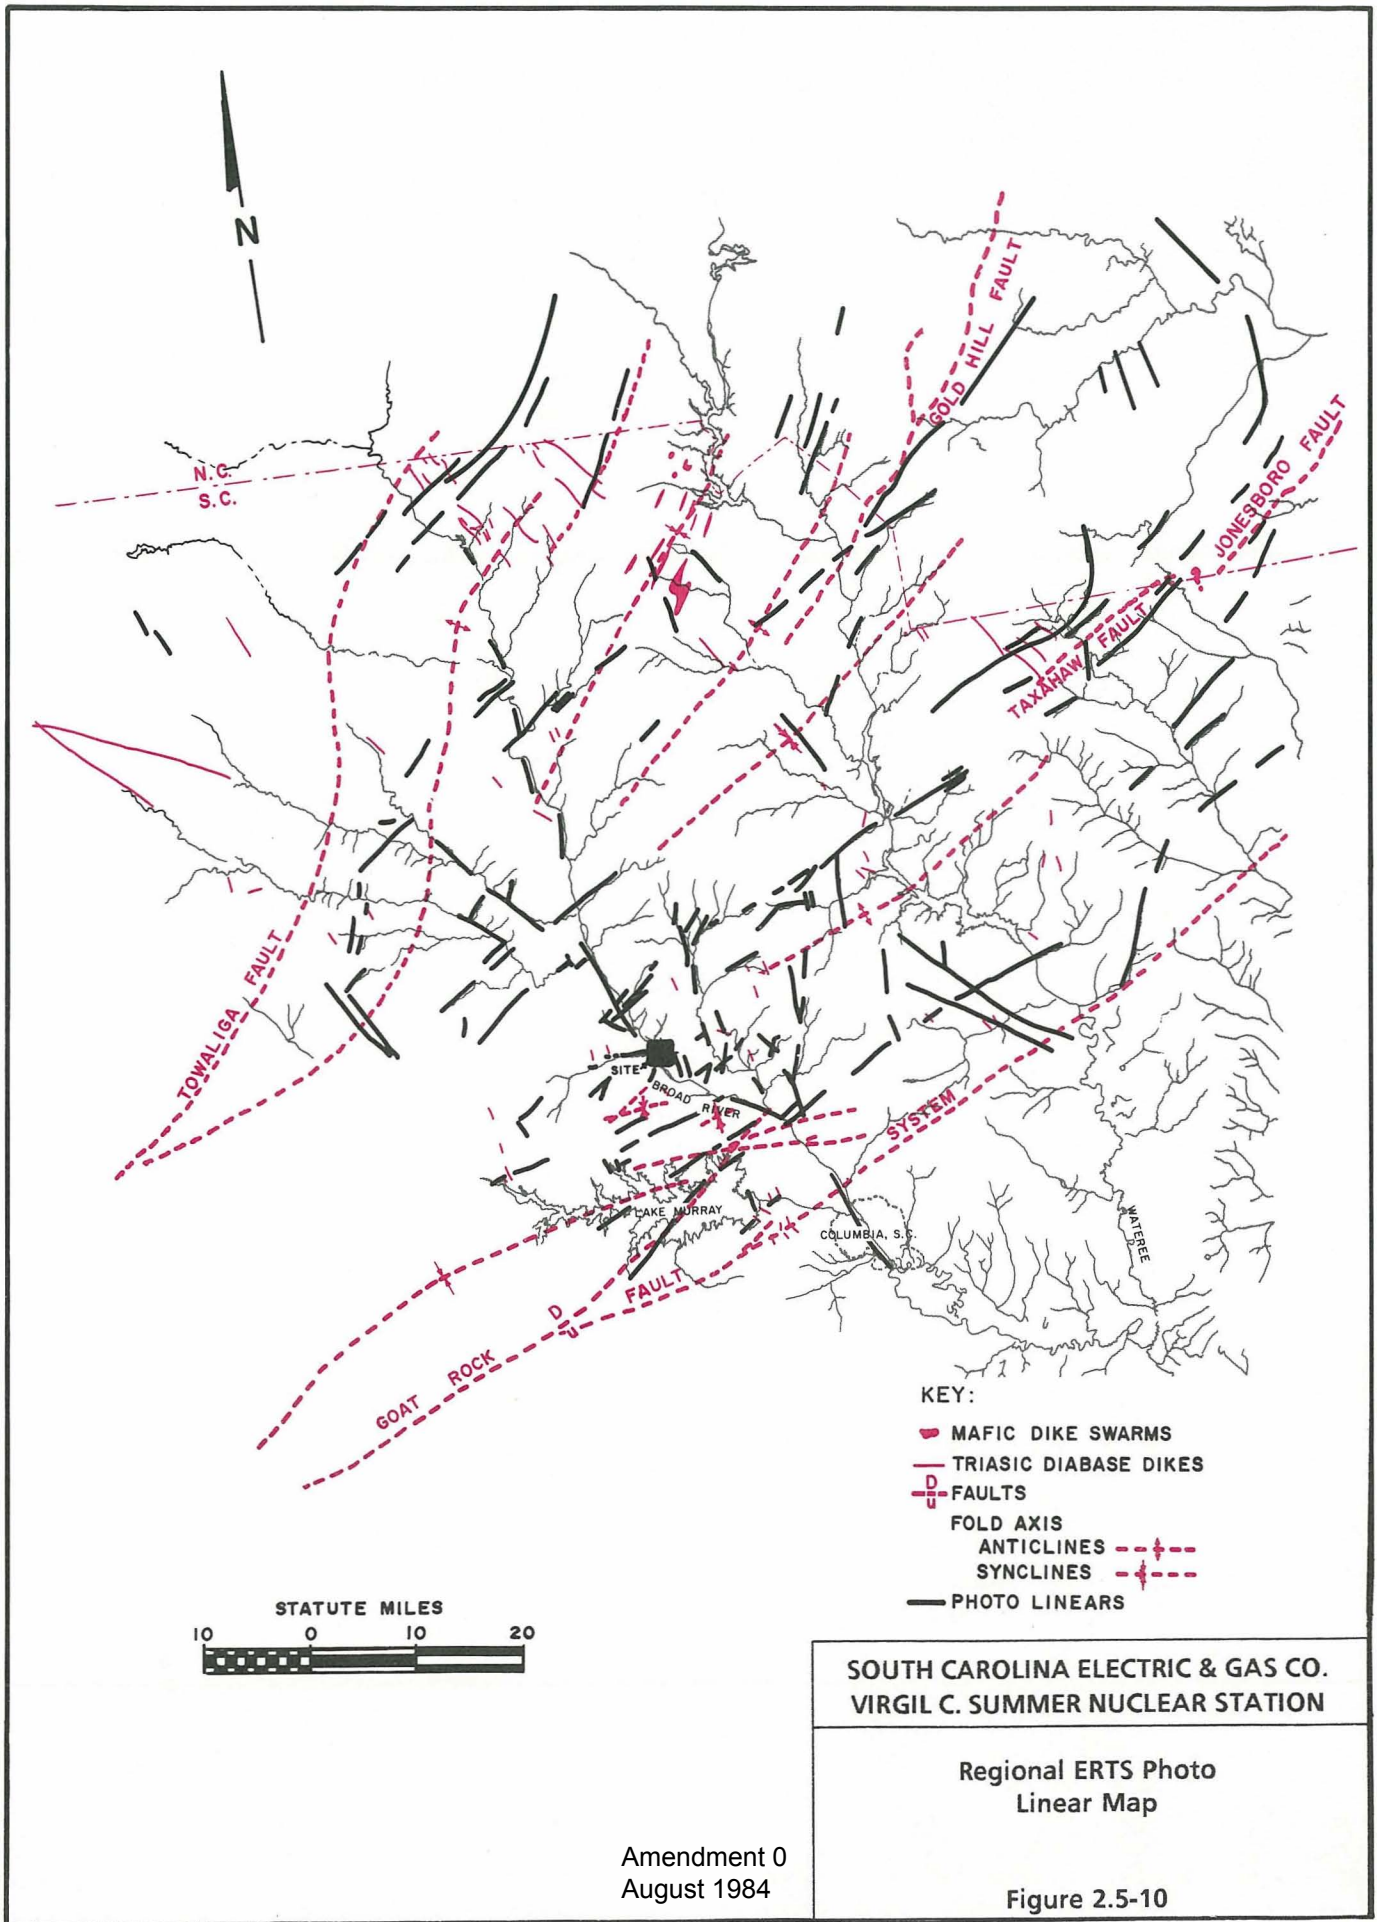 N
N.C.
S.C.
GOLD HILL FAULT
JONESBORO FAULT
TAXAHAW FAULT
TOWALIGA FAULT
SITE
BROAD RIVER
SYSTEM
LAKE MURRAY
COLUMBIA, S.C.
WATEREE
D
u
FAULT
GOAT ROCK
KEY:
MAFIC DIKE SWARMS
TRIASIC DIABASE DIKES
D
u
FAULTS
FOLD AXIS
ANTICLINES
SYNCLINES
PHOTO LINEARS
STATUTE MILES
10 0 10 20
SOUTH CAROLINA ELECTRIC & GAS CO.
VIRGIL C. SUMMER NUCLEAR STATION
Regional ERTS Photo
Linear Map
Amendment 0
August 1984
Figure 2.5-10